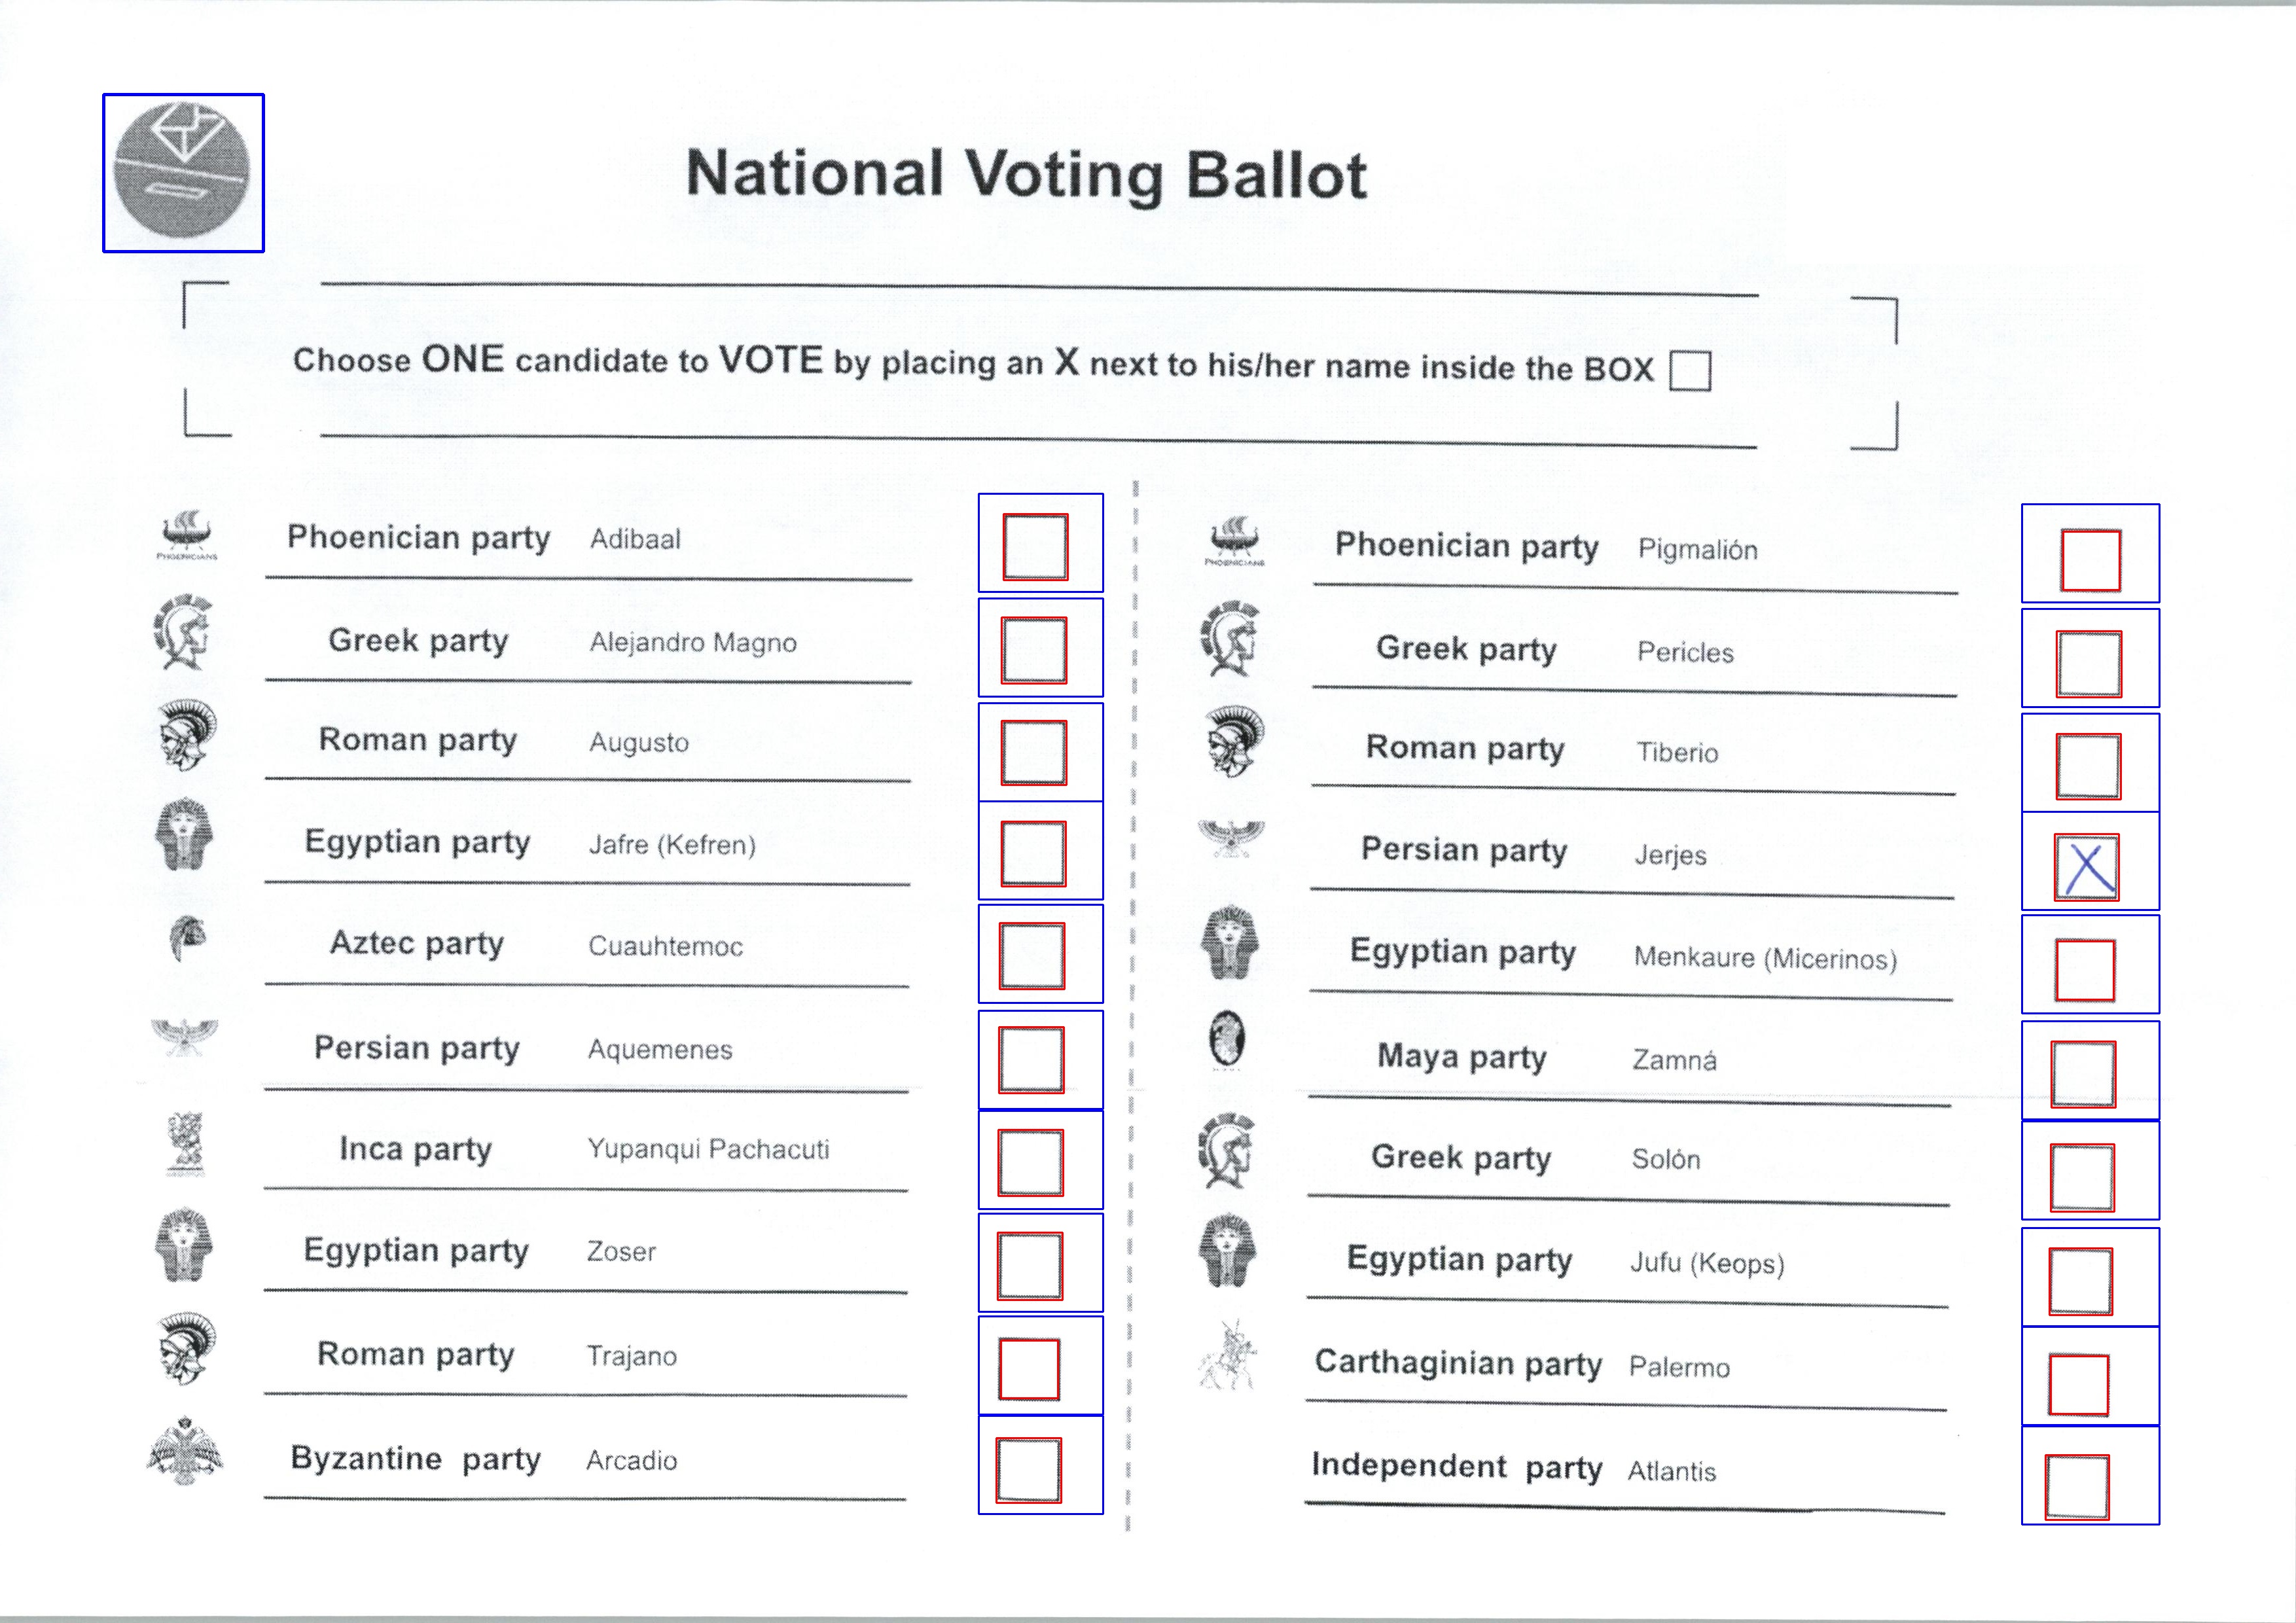 National Voting Ballot
Choose ONE candidate to VOTE by placing an X next to his/her name inside the BOX
PHOENICIANS
Phoenician party Adibaal
Greek party Alejandro Magno
Roman party Augusto
Egyptian party Jafre (Kefren)
Aztec party Cuauhtemoc
Persian party Aquemenes
Inca party Yupanqui Pachacuti
Egyptian party Zoser
Roman party Trajano
Byzantine party Arcadio
PHOENICIANS
Phoenician party Pigmalión
Greek party Pericles
Roman party Tiberio
Persian party Jerjes X
Egyptian party Menkaure (Micerinos)
Maya party Zamná
Greek party Solón
Egyptian party Jufu (Keops)
Carthaginian party Palermo
Independent party Atlantis